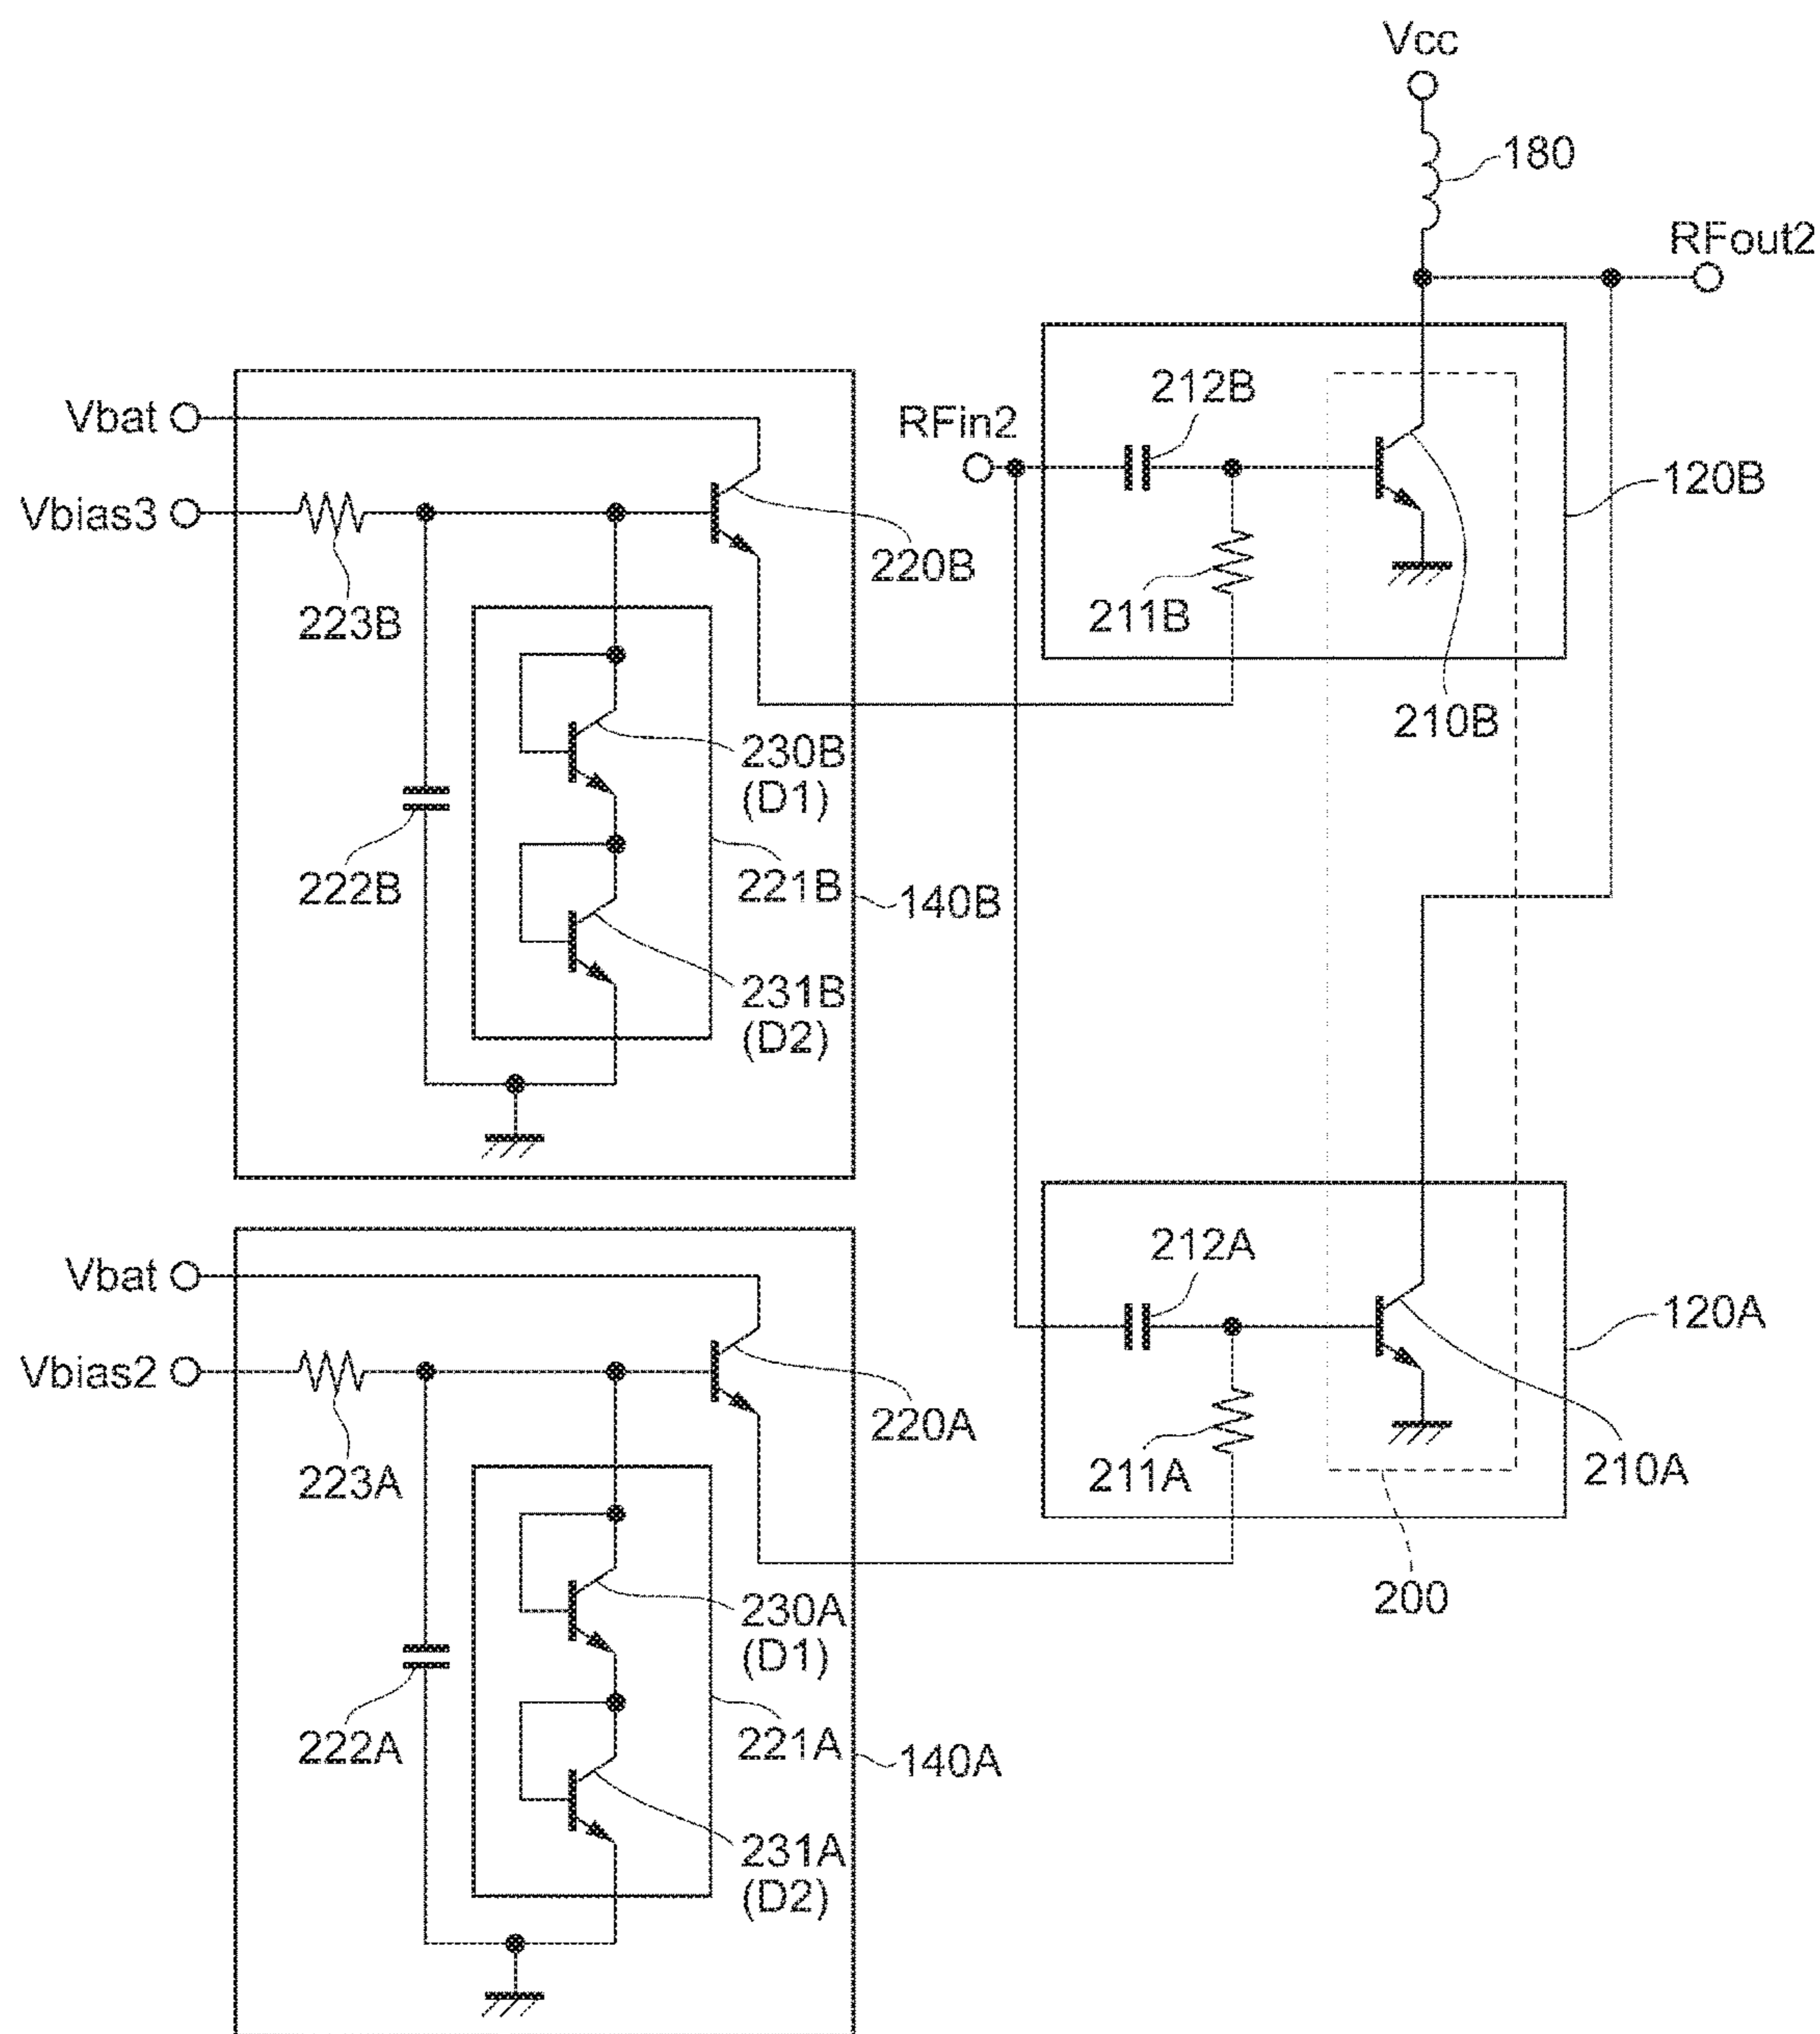 Vcc
180
RFout2
212B
Vbat
RFin2
120B
Vbias3
220B
223B
211B
210B
230B
(D1)
222B
221B
140B
231B
(D2)
212A
Vbat
120A
Vbias2
220A
223A
211A
210A
200
230A
(D1)
222A
221A
140A
231A
(D2)